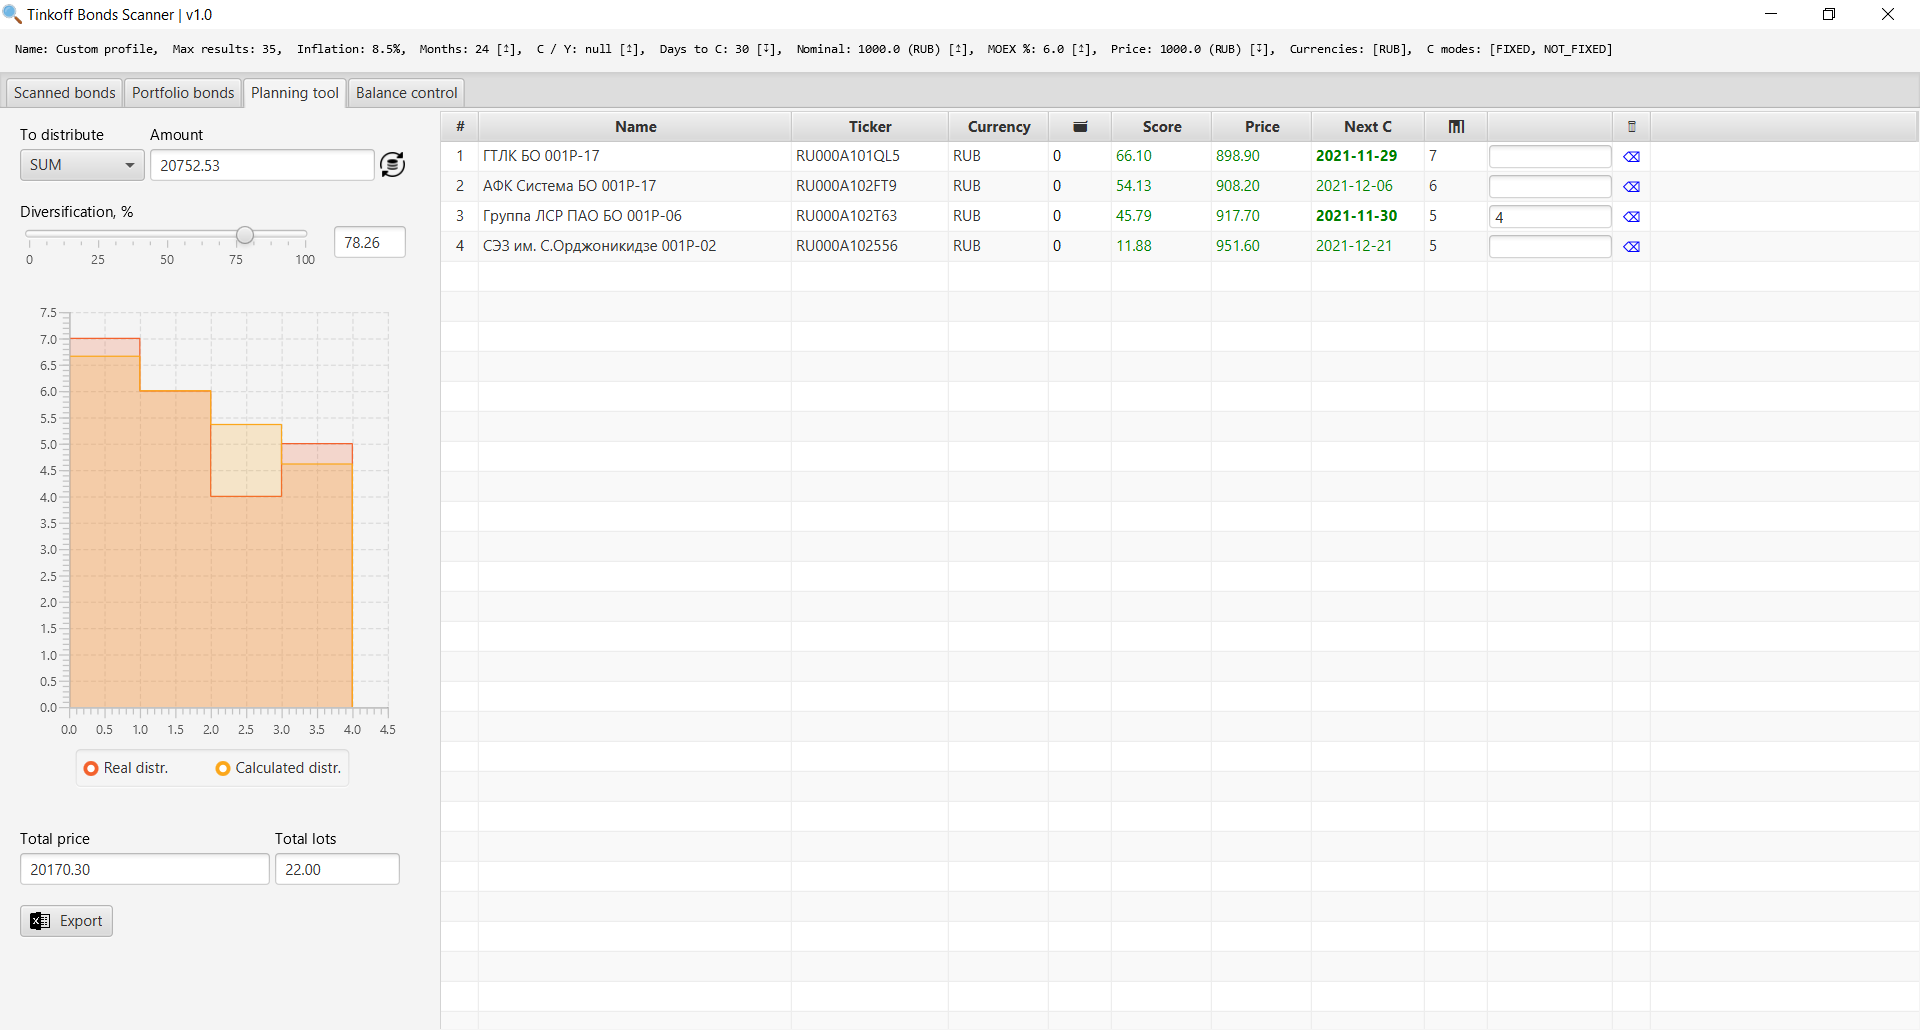 Tinkoff Bonds Scanner | v1.0
Name: Custom profile, Max results: 35, Inflation: 8.5%, Months: 24 [↥], C / Y: null [↥], Days to C: 30 [↧], Nominal: 1000.0 (RUB) [↥], MOEX %: 6.0 [↥], Price: 1000.0 (RUB) [↧], Currencies: [RUB], C modes: [FIXED, NOT_FIXED]
Scanned bonds Portfolio bonds Planning tool Balance control
To distribute Amount
SUM 20752.53
Diversification, %
78.26
0 25 50 75 100
7.5
7.0
6.5
6.0
5.5
5.0
4.5
4.0
3.5
3.0
2.5
2.0
1.5
1.0
0.5
0.0
0.0 0.5 1.0 1.5 2.0 2.5 3.0 3.5 4.0 4.5
Real distr. Calculated distr.
Total price Total lots
20170.30 22.00
Export
# Name Ticker Currency Score Price Next C
1 ГТЛК БО 001P-17 RU000A101QL5 RUB 0 66.10 898.90 2021-11-29 7
2 АФК Система БО 001P-17 RU000A102FT9 RUB 0 54.13 908.20 2021-12-06 6
3 Группа ЛСР ПАО БО 001P-06 RU000A102T63 RUB 0 45.79 917.70 2021-11-30 5 4
4 СЭЗ им. С.Орджоникидзе 001P-02 RU000A102556 RUB 0 11.88 951.60 2021-12-21 5